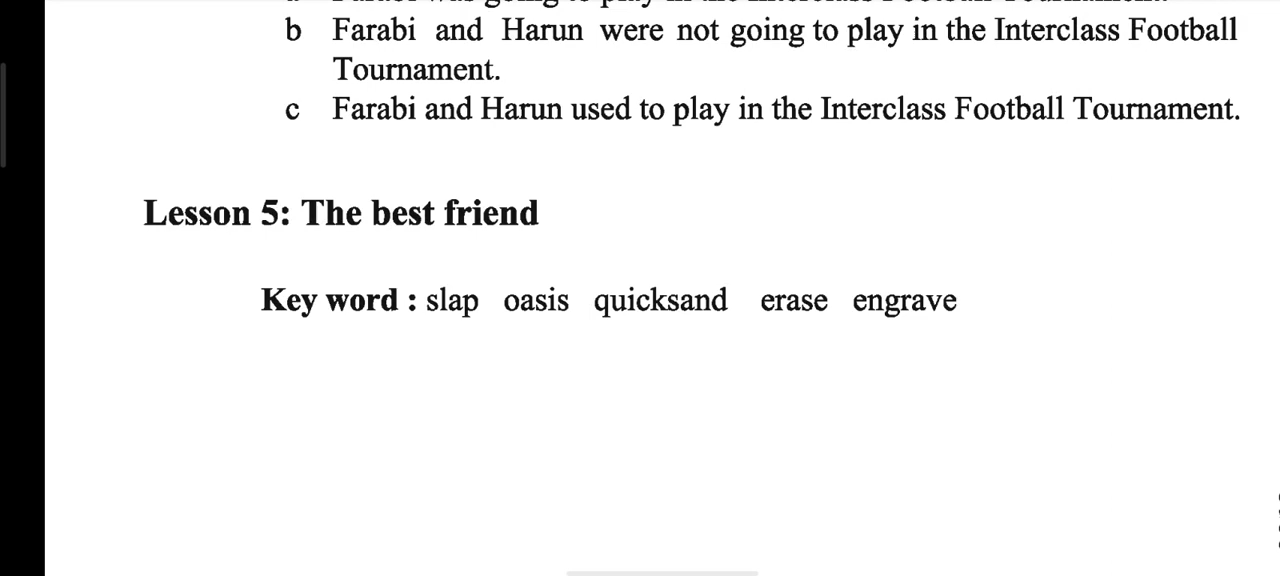 b Farabi and Harun were not going to play in the Interclass Football
Tournament.
c Farabi and Harun used to play in the Interclass Football Tournament.
Lesson 5: The best friend
Key word : slap oasis quicksand erase engrave